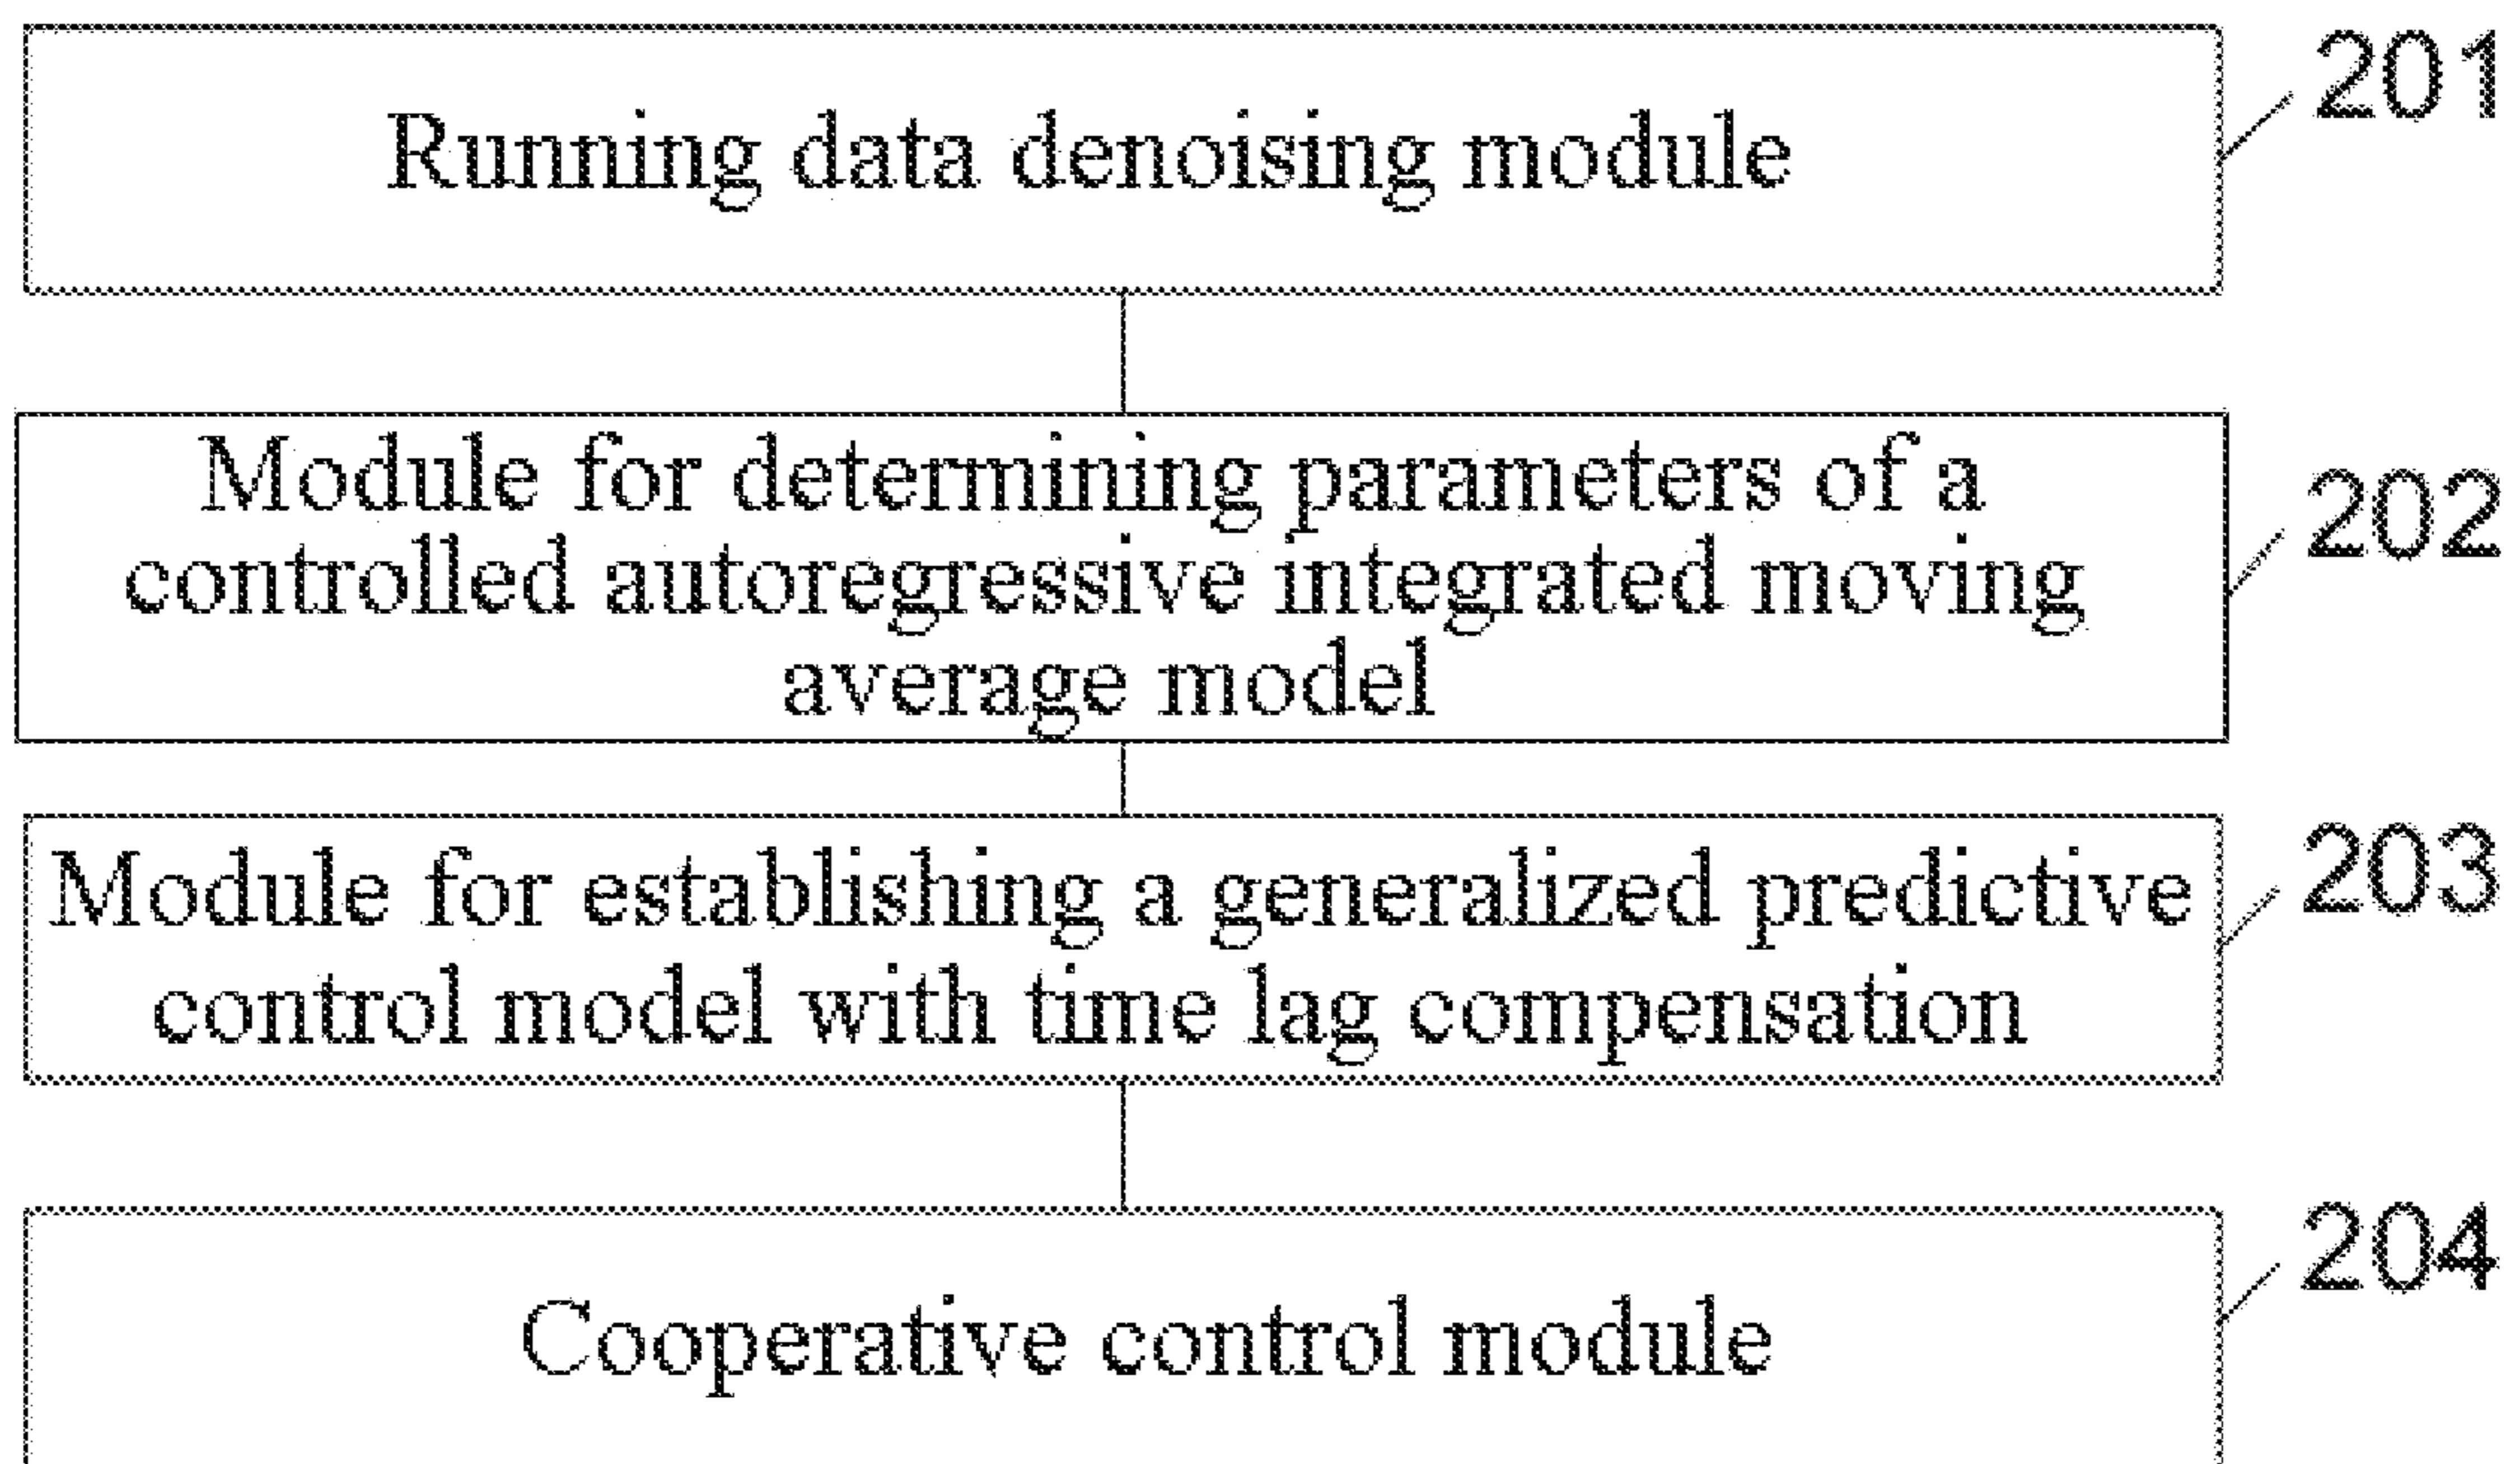 Running data denoising module
201
Module for determining parameters of a
controlled autoregressive integrated moving
average model
202
Module for establishing a generalized predictive
control model with time lag compensation
203
Cooperative control module
204